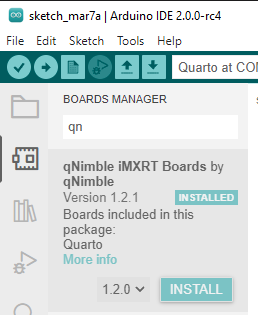 sketch_mar7a | Arduino IDE 2.0.0-rc4
File Edit Sketch Tools Help
Quarto at CO
BOARDS MANAGER
qn
qNimble iMXRT Boards by
qNimble
Version 1.2.1 INSTALLED
Boards included in this
package:
Quarto
More info
1.2.0 INSTALL